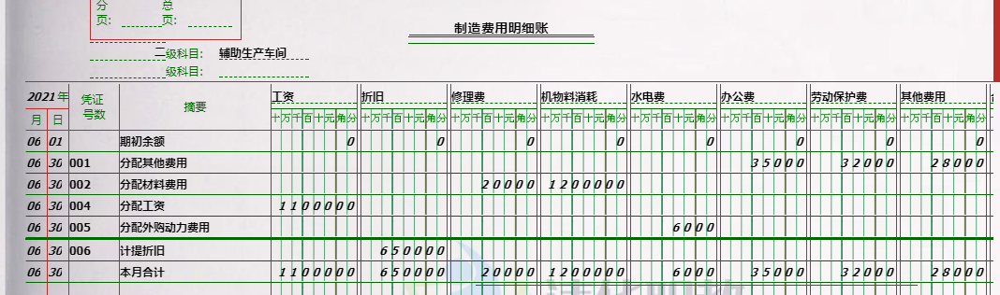 分 总
页: 页:
制造费用明细账
二级科目: 辅助生产车间
级科目:
2021 年 凭证号数 摘要 工资 折旧 修理费 机物料消耗 水电费 办公费 劳动保护费 其他费用
月 日 十万千百十元角分 十万千百十元角分 十万千百十元角分 十万千百十元角分 十万千百十元角分 十万千百十元角分 十万千百十元角分 十万千百十元角分
06 01 期初余额 0 0 0 0 0 0 0 0
06 30 001 分配其他费用 35000 32000 28000
06 30 002 分配材料费用 20000 1200000
06 30 004 分配工资 1100000
06 30 005 分配外购动力费用 6000
06 30 006 计提折旧 650000
06 30 本月合计 1100000 650000 20000 1200000 6000 35000 32000 28000